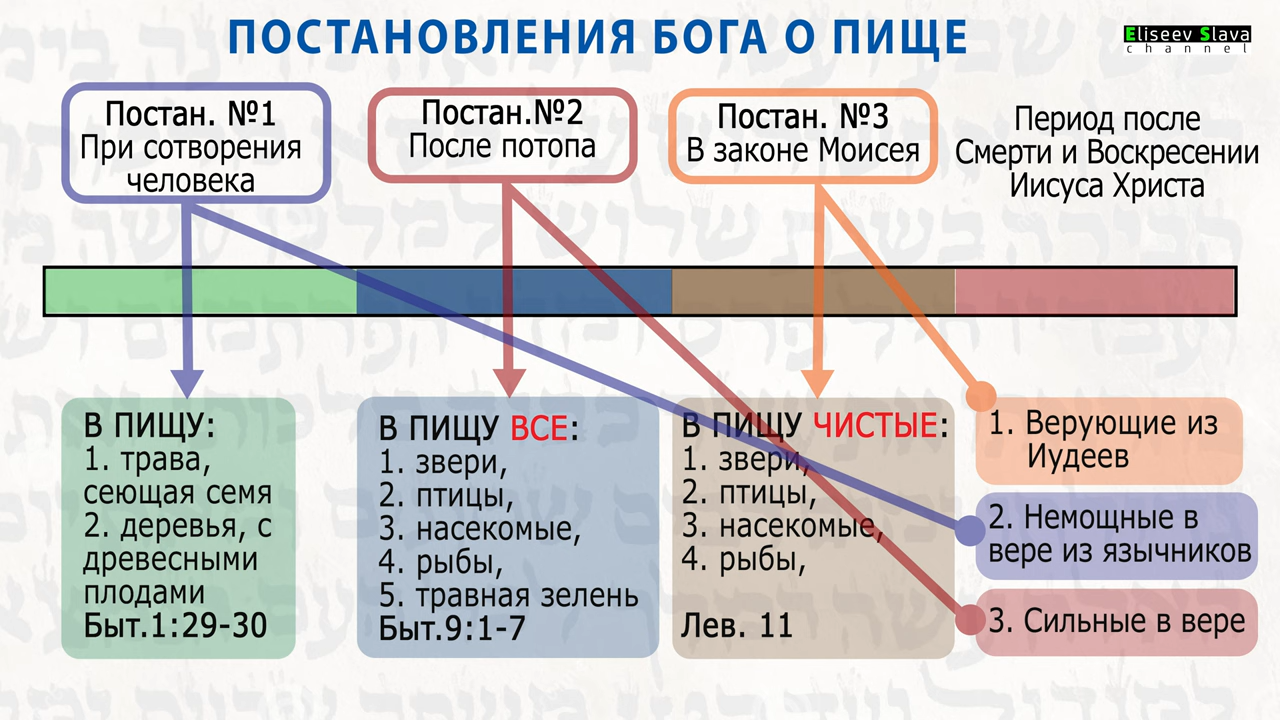 ПОСТАНОВЛЕНИЯ БОГА О ПИЩЕ
Eliseev Slava
channel
Постан. №1
При сотворения
человека
Постан.№2
После потопа
Постан. №3
В законе Моисея
Период после
Смерти и Воскресении
Иисуса Христа
В ПИЩУ:
1. трава,
сеющая семя
2. деревья, с
древесными
плодами
Быт.1:29-30
В ПИЩУ ВСЕ:
1. звери,
2. птицы,
3. насекомые,
4. рыбы,
5. травная зелень
Быт.9:1-7
В ПИЩУ ЧИСТЫЕ:
1. звери,
2. птицы,
3. насекомые,
4. рыбы,
Лев. 11
1. Верующие из
Иудеев
2. Немощные в
вере из язычников
3. Сильные в вере